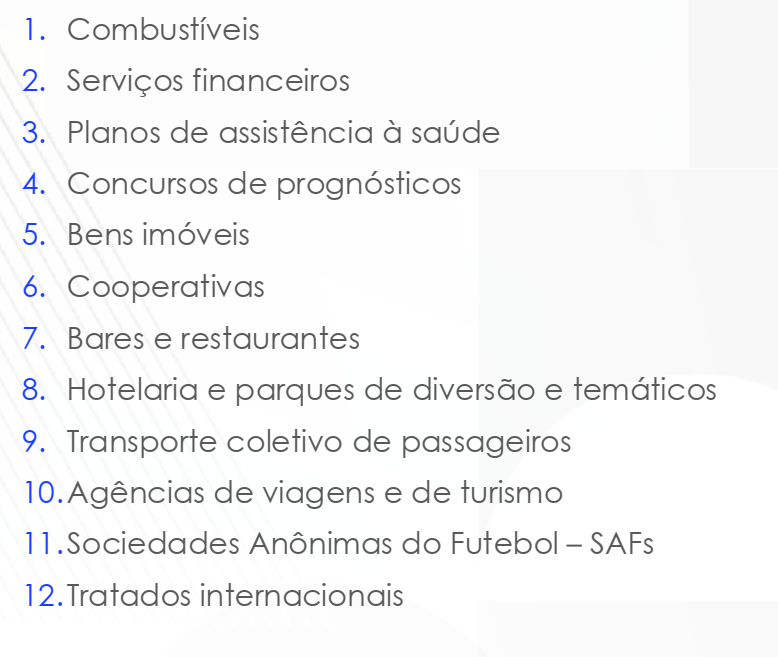 1. Combustíveis
2. Serviços financeiros
3. Planos de assistência à saúde
4. Concursos de prognósticos
5. Bens imóveis
6. Cooperativas
7. Bares e restaurantes
8. Hotelaria e parques de diversão e temáticos
9. Transporte coletivo de passageiros
10. Agências de viagens e de turismo
11. Sociedades Anônimas do Futebol – SAFs
12. Tratados internacionais